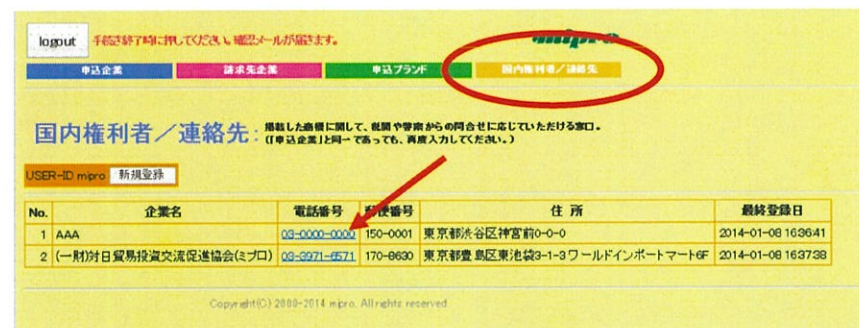 logout 手続き終了時に押してください。確認メールが届きます。
mipro
申込企業 請求先企業 申込ブランド 国内権利者／連絡先
国内権利者／連絡先: 掲載した商標に関して、税関や警察からの問合せに応じていただける窓口。
(「申込企業」と同一であっても、再度入力してください。)
USER-ID mipro 新規登録
No. 企業名 電話番号 郵便番号 住所 最終登録日
1 AAA 03-0000-0000 150-0001 東京都渋谷区神宮前0-0-0 2014-01-08 163641
2 (一財)対日貿易投資交流促進協会(ミプロ) 03-3971-6571 170-8630 東京都豊島区東池袋3-1-3ワールドインポートマート6F 2014-01-08 163738
Copyright(C) 2000-2014 mipro. All rights reserved